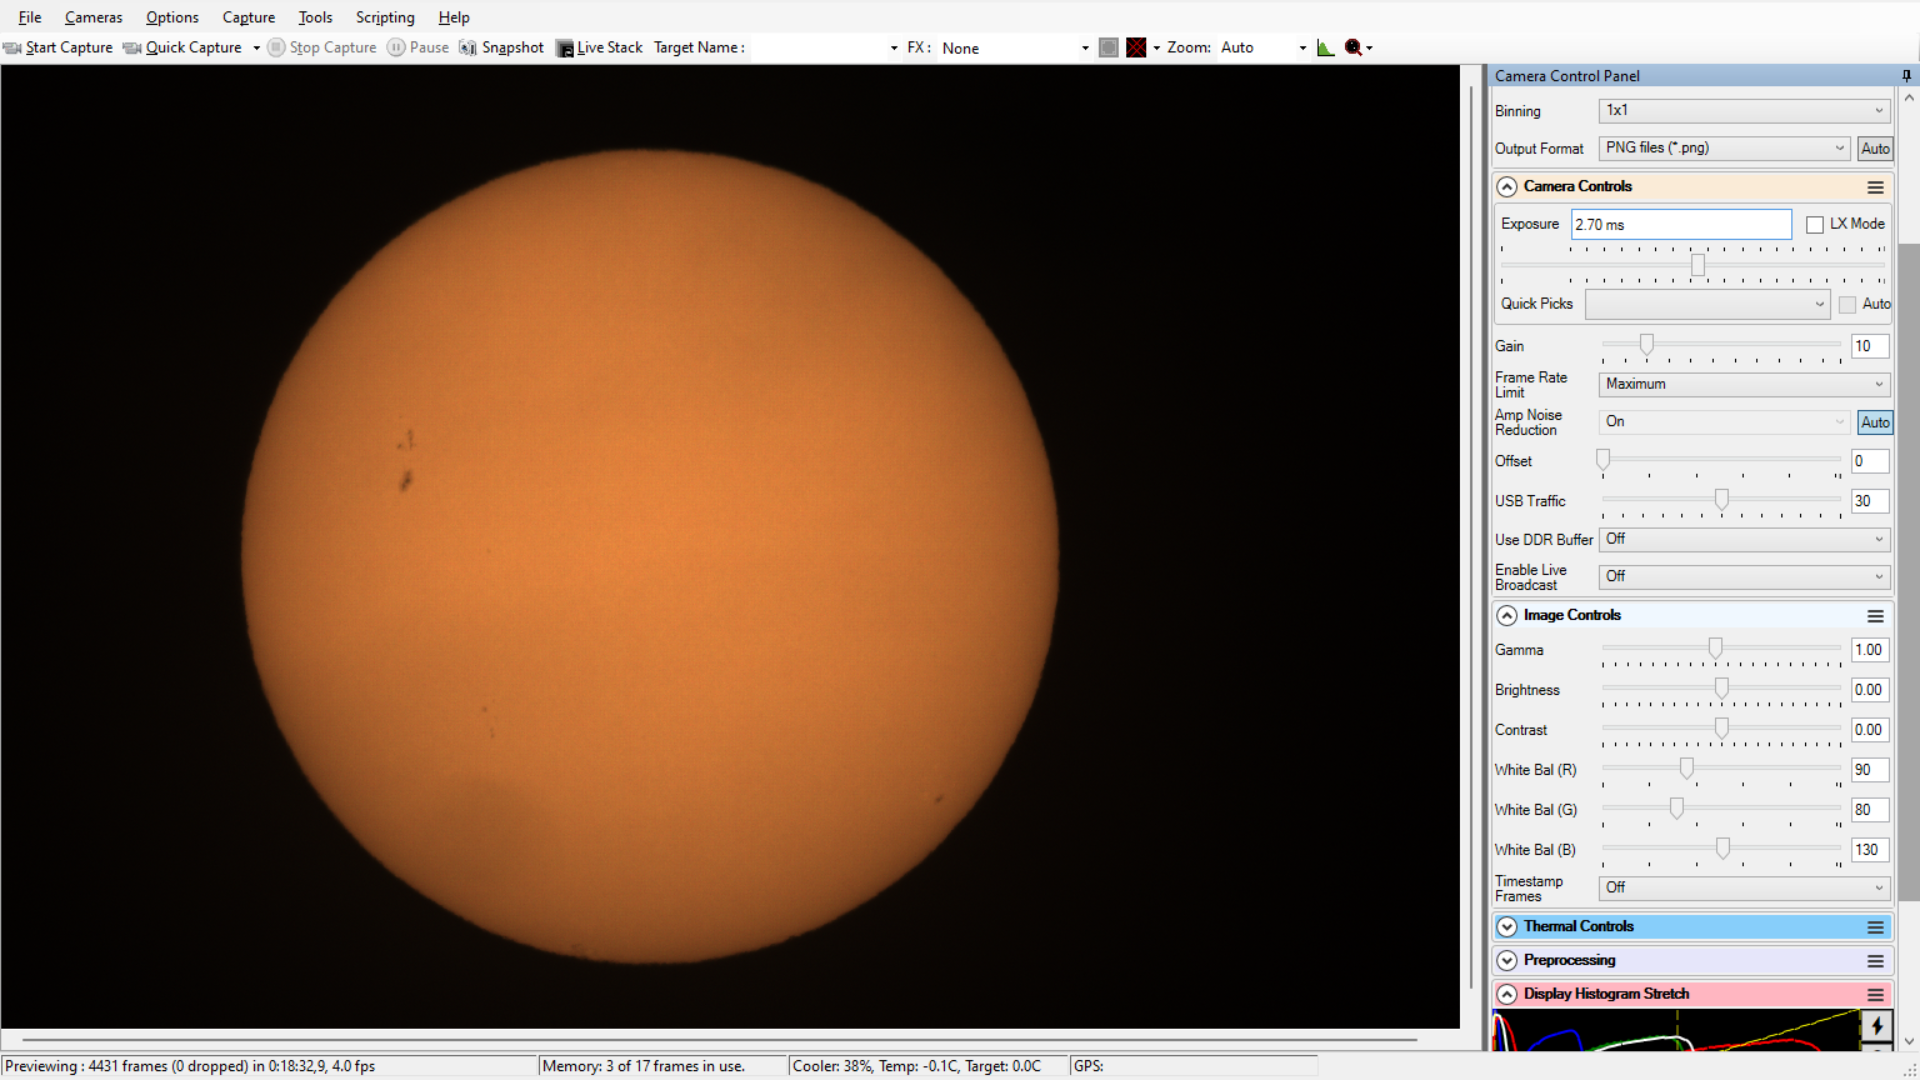 File Cameras Options Capture Tools Scripting Help
Start Capture Quick Capture Stop Capture Pause Snapshot Live Stack Target Name : FX : None Zoom: Auto
Camera Control Panel
Binning 1x1
Output Format PNG files (*.png) Auto
Camera Controls
Exposure 2.70 ms LX Mode
Quick Picks Auto
Gain 10
Frame Rate Limit Maximum
Amp Noise Reduction On Auto
Offset 0
USB Traffic 30
Use DDR Buffer Off
Enable Live Broadcast Off
Image Controls
Gamma 1.00
Brightness 0.00
Contrast 0.00
White Bal (R) 90
White Bal (G) 80
White Bal (B) 130
Timestamp Frames Off
Thermal Controls
Preprocessing
Display Histogram Stretch
Previewing : 4431 frames (0 dropped) in 0:18:32,9, 4.0 fps Memory: 3 of 17 frames in use. Cooler: 38%, Temp: -0.1C, Target: 0.0C GPS: